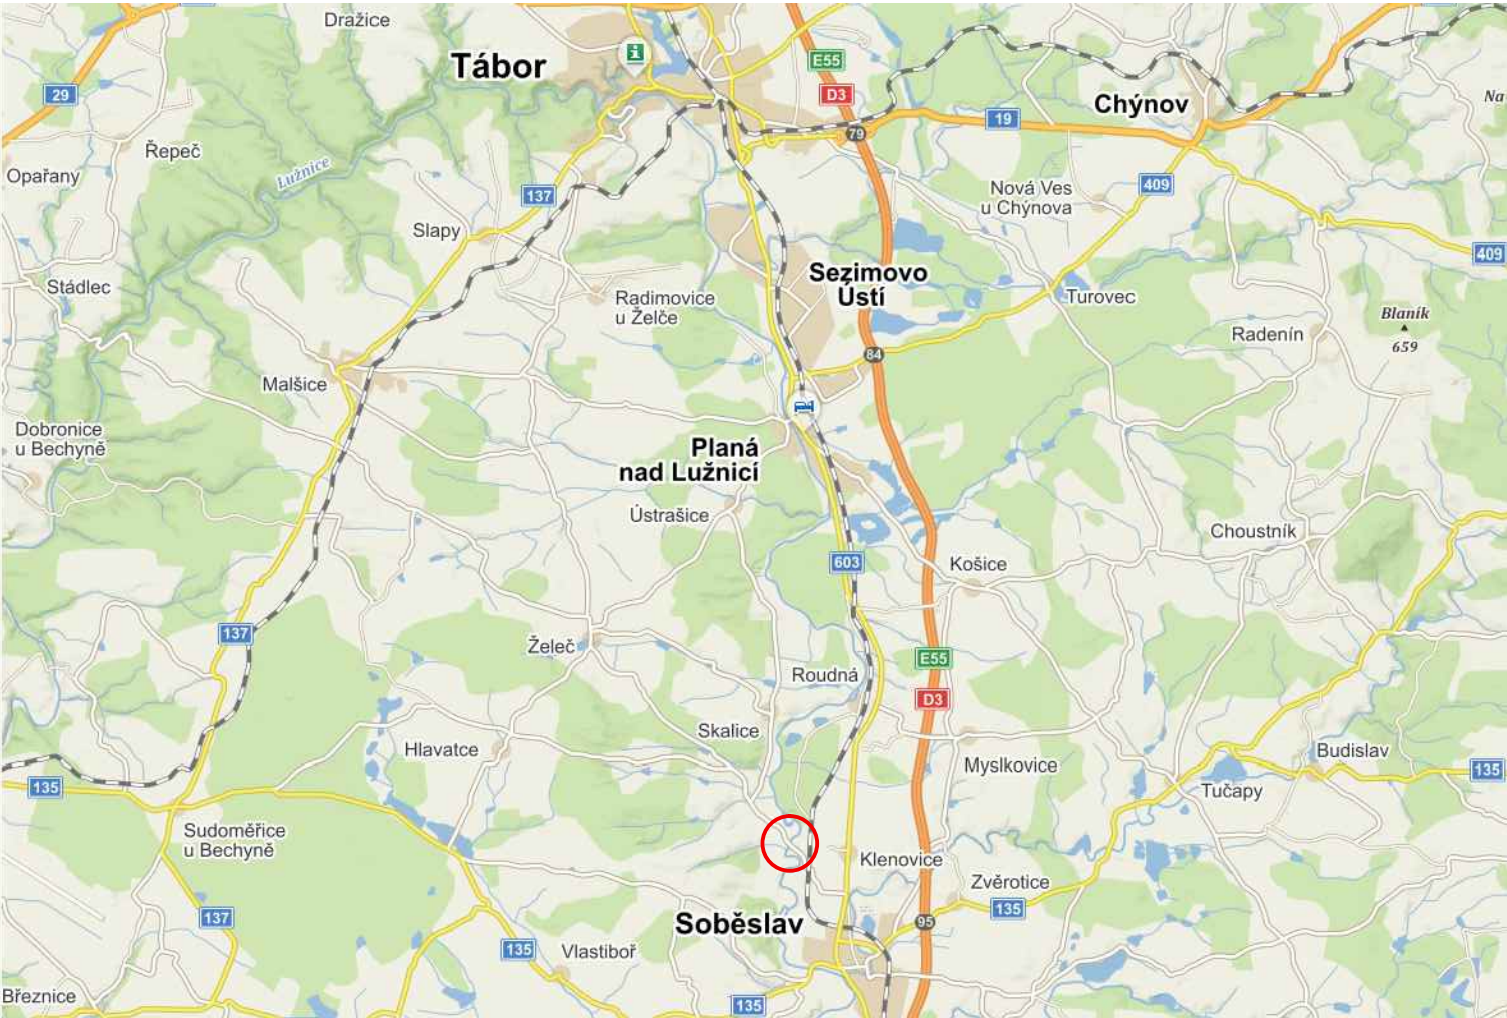 Dražice
Tábor
E55
D3
29
Chýnov
Na
19
79
Řepeč
Opařany
Lužnice
137
409
Nová Ves
u Chýnova
Slapy
409
Sezimovo
Ústí
Stádlec
Radimovice
u Želče
Turovec
Blaník
659
Radenín
84
Malšice
Dobronice
u Bechyně
Planá
nad Lužnicí
Ústrašice
Choustník
603
Košice
137
Želeč
E55
Roudná
D3
Skalice
Hlavatce
Myslkovice
Budislav
135
135
Tučapy
Sudoměřice
u Bechyně
Klenovice
Zvěrotice
135
137
Soběslav
95
135
Vlastiboř
Březnice
135